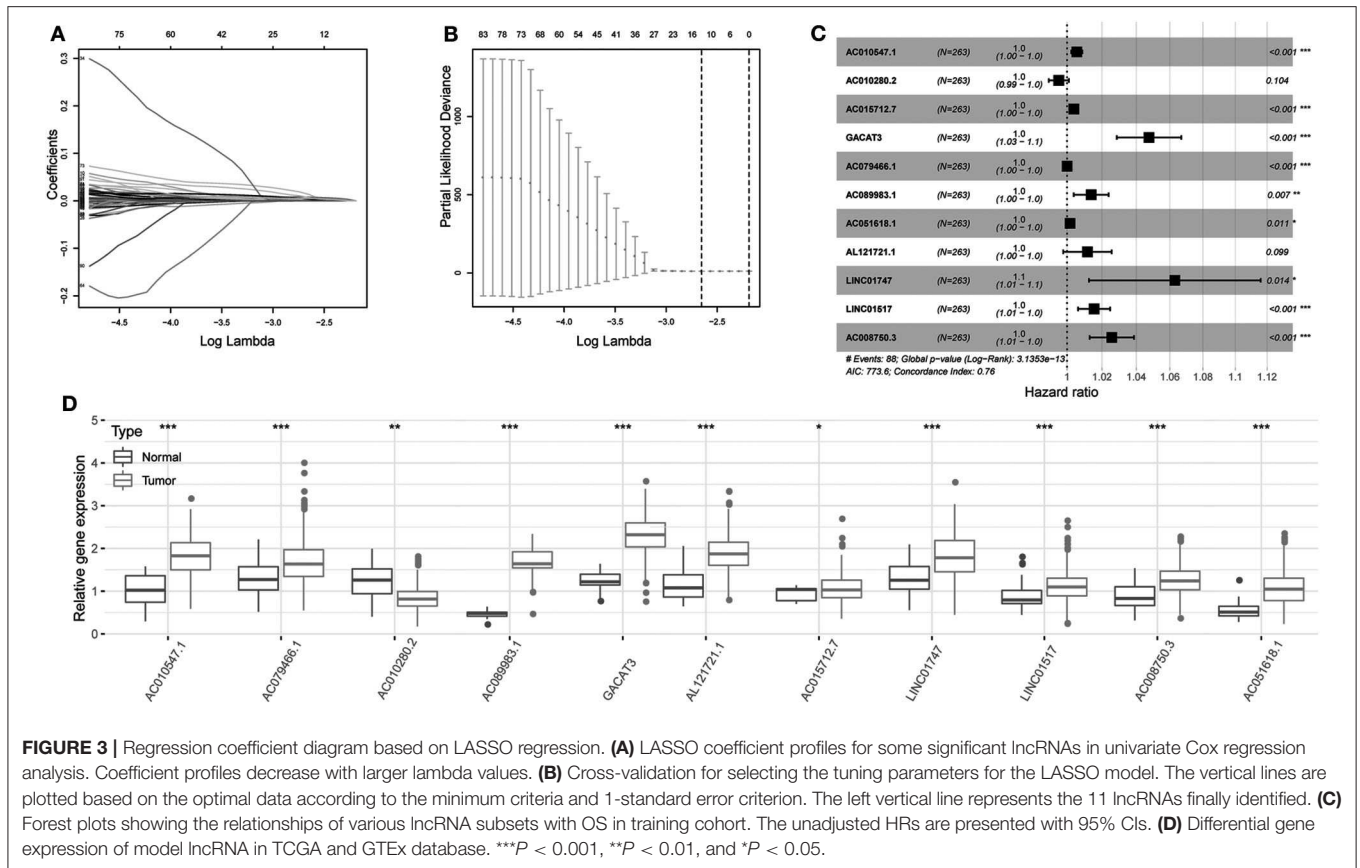 A
75 60 42 25 12
0.3
0.2
0.1
0.0
−0.1
−0.2
Coefficients
−4.5 −4.0 −3.5 −3.0 −2.5
Log Lambda
B
83 78 78 73 68 60 54 45 41 36 27 23 16 10 6 0
Partial Likelihood Deviance
1000
500
0
−4.5 −4.0 −3.5 −3.0 −2.5
Log Lambda
C
AC010547.1 (N=263) 1.0 (1.00 − 1.0) <0.001 ***
AC010280.2 (N=263) 1.0 (0.99 − 1.0) 0.104
AC015712.7 (N=263) 1.0 (1.00 − 1.0) <0.001 ***
GACAT3 (N=263) 1.0 (1.03 − 1.1) <0.001 ***
AC079466.1 (N=263) 1.0 (1.00 − 1.0) <0.001 ***
AC089983.1 (N=263) 1.0 (1.00 − 1.0) 0.007 **
AC051618.1 (N=263) 1.0 (1.00 − 1.0) 0.011 *
AL121721.1 (N=263) 1.0 (1.00 − 1.0) 0.099
LINC01747 (N=263) 1.1 (1.01 − 1.1) 0.014 *
LINC01517 (N=263) 1.0 (1.01 − 1.0) <0.001 ***
AC008750.3 (N=263) 1.0 (1.01 − 1.0) <0.001 ***
# Events: 88; Global p-value (Log-Rank): 3.1353e-13
AIC: 773.6; Concordance Index: 0.76
1 1.02 1.04 1.06 1.08 1.1 1.12
Hazard ratio
D
Type
Normal
Tumor
*** *** ** *** *** *** * *** *** *** ***
5
4
3
2
1
0
Relative gene expression
AC010547.1
AC079466.1
AC010280.2
AC089983.1
GACAT3
AL121721.1
AC015712.7
LINC01747
LINC01517
AC008750.3
AC051618.1
FIGURE 3 | Regression coefficient diagram based on LASSO regression. (A) LASSO coefficient profiles for some significant lncRNAs in univariate Cox regression
analysis. Coefficient profiles decrease with larger lambda values. (B) Cross-validation for selecting the tuning parameters for the LASSO model. The vertical lines are
plotted based on the optimal data according to the minimum criteria and 1-standard error criterion. The left vertical line represents the 11 lncRNAs finally identified. (C)
Forest plots showing the relationships of various lncRNA subsets with OS in training cohort. The unadjusted HRs are presented with 95% CIs. (D) Differential gene
expression of model lncRNA in TCGA and GTEx database. ***P < 0.001, **P < 0.01, and *P < 0.05.